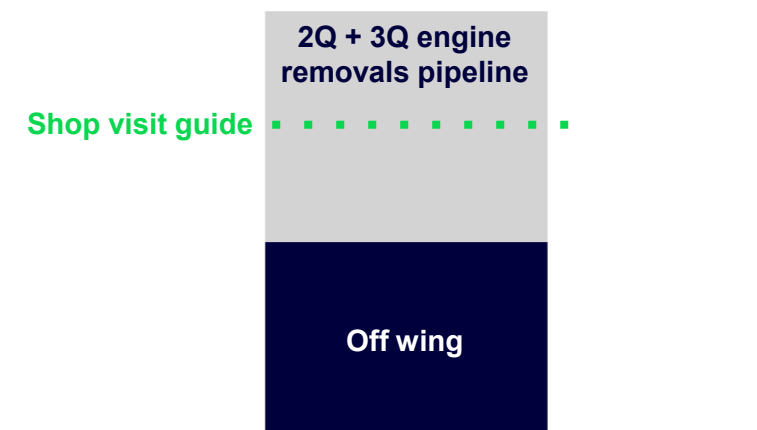 2Q + 3Q engine
removals pipeline
Shop visit guide
Off wing